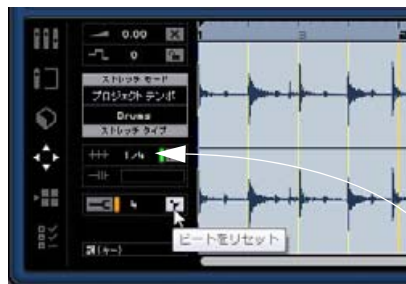 0.00
0
ストレッチ モード
プロジェクト テンポ
Drums
ストレッチ タイプ
1/4
4
ビートをリセット
(キー)
3